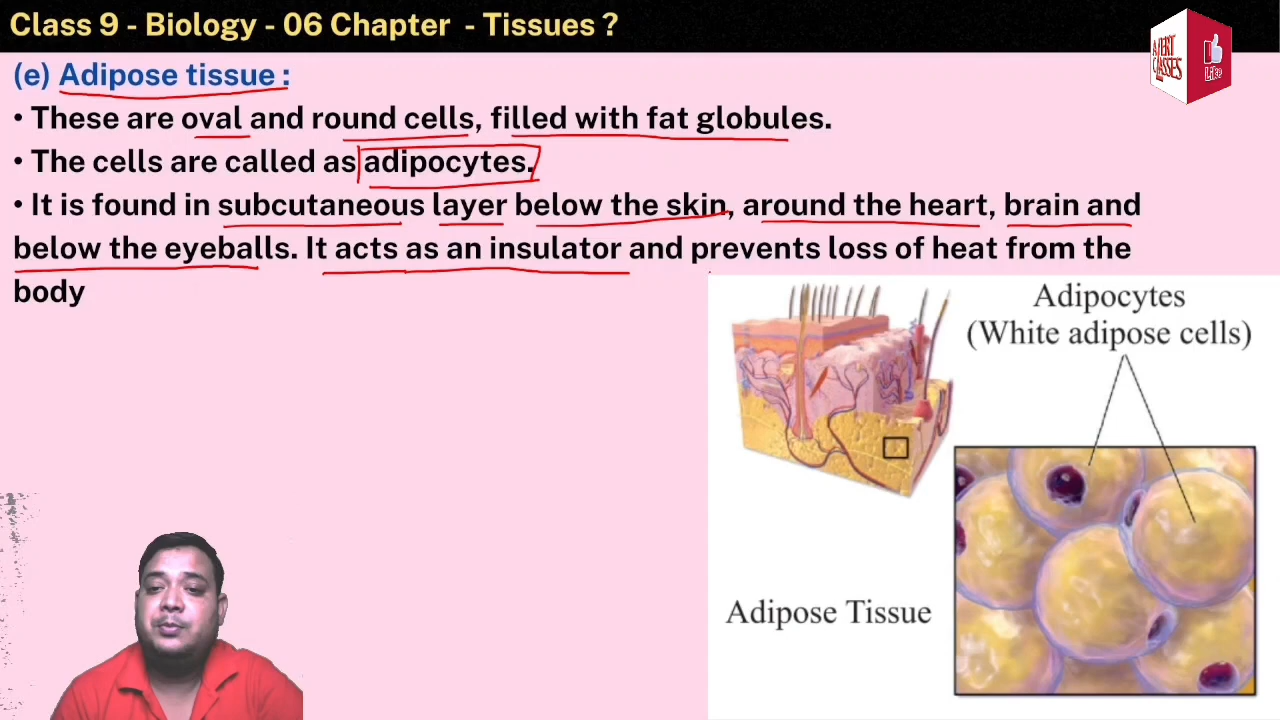 Class 9 - Biology - 06 Chapter - Tissues ?
AVERT CLASSES
Like
(e) Adipose tissue :
• These are oval and round cells, filled with fat globules.
• The cells are called as adipocytes.
• It is found in subcutaneous layer below the skin, around the heart, brain and
below the eyeballs. It acts as an insulator and prevents loss of heat from the
body
Adipocytes
(White adipose cells)
Adipose Tissue